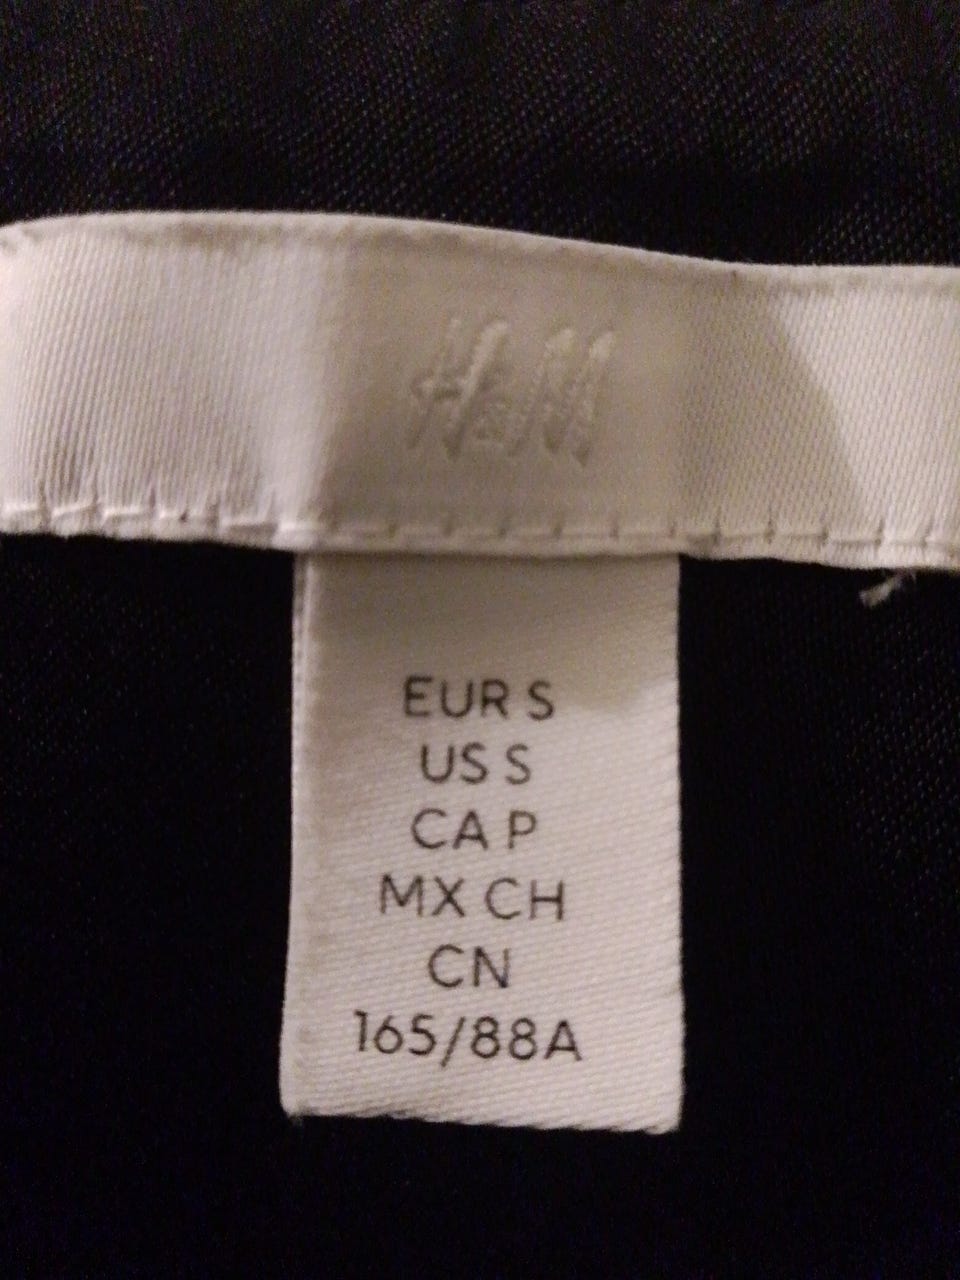 H&M
EUR S
US S
CA P
MX CH
CN
165/88A